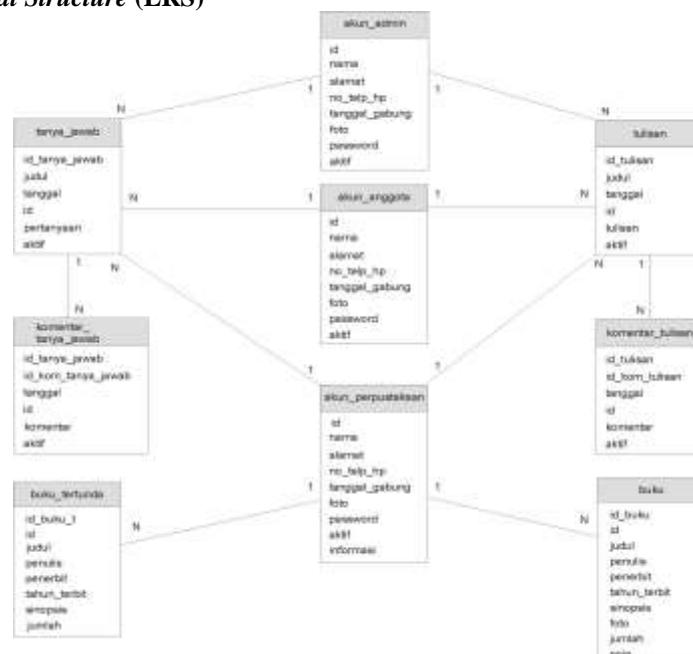 al Structure (ERS)
akun_admin
id
nama
alamat
no_telp_hp
tanggal_gabung
foto
password
aktif
1
1
N
N
tanya_jawab
id_tanya_jawab
judul
tanggal
id
pertanyaan
aktif
tulisan
id_tulisan
judul
tanggal
id
tulisan
aktif
N
1
1
N
akun_anggota
id
nama
alamat
no_telp_hp
tanggal_gabung
foto
password
aktif
1
N
N
N
1
N
komentar_
tanya_jawab
id_tanya_jawab
id_kom_tanya_jawab
tanggal
id
komentar
aktif
komentar_tulisan
id_tulisan
id_kom_tulisan
tanggal
id
komentar
aktif
1
1
akun_perpustakaan
id
nama
alamat
no_telp_hp
tanggal_gabung
foto
password
aktif
informasi
1
1
N
N
buku_tertunda
id_buku_t
id
judul
penulis
penerbit
tahun_terbit
sinopsis
jumlah
buku
id_buku
id
judul
penulis
penerbit
tahun_terbit
sinopsis
foto
jumlah